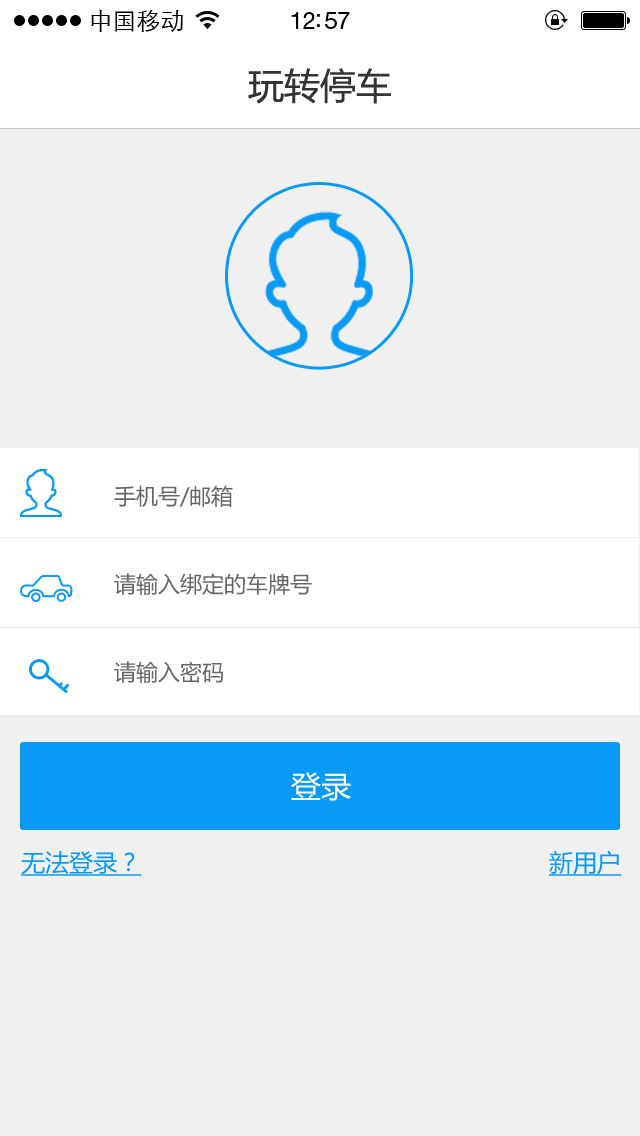 中国移动 12:57
玩转停车
手机号/邮箱
请输入绑定的车牌号
请输入密码
登录
无法登录？ 新用户